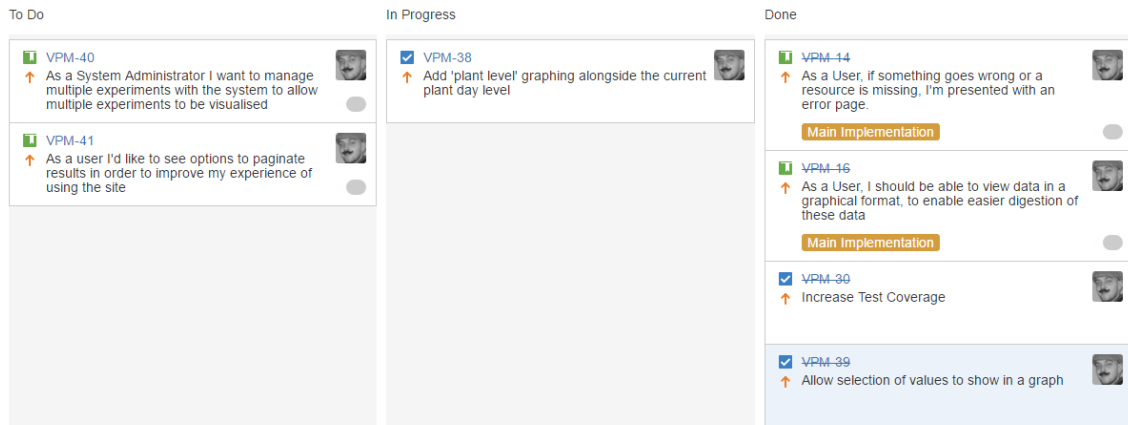 To Do
VPM-40
As a System Administrator I want to manage
multiple experiments with the system to allow
multiple experiments to be visualised
VPM-41
As a user I'd like to see options to paginate
results in order to improve my experience of
using the site
In Progress
VPM-38
Add 'plant level' graphing alongside the current
plant day level
Done
VPM-14
As a User, if something goes wrong or a
resource is missing, I'm presented with an
error page.
Main Implementation
VPM-16
As a User, I should be able to view data in a
graphical format, to enable easier digestion of
these data
Main Implementation
VPM-30
Increase Test Coverage
VPM-39
Allow selection of values to show in a graph